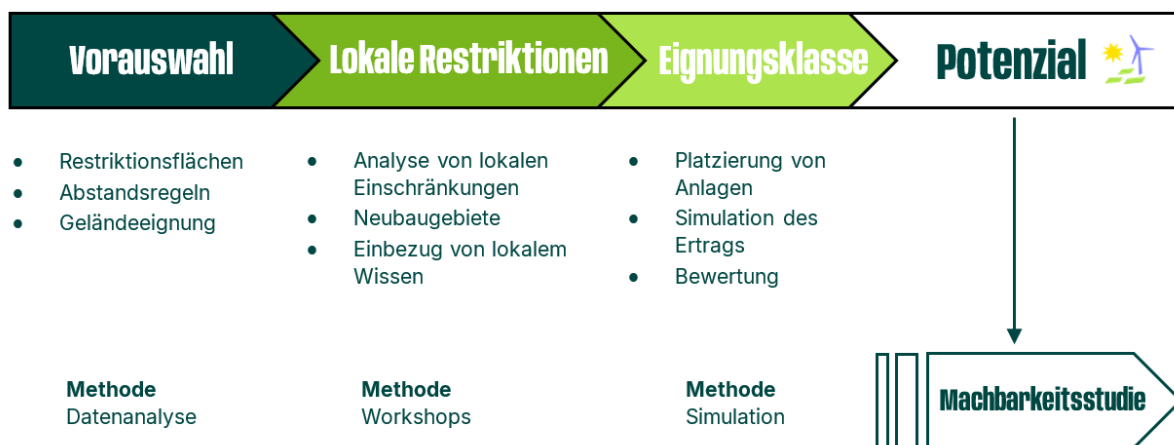 Vorauswahl
Lokale Restriktionen
Eignungsklasse
Potenzial
• Restriktionsflächen
• Abstandsregeln
• Geländeeignung
• Analyse von lokalen
Einschränkungen
• Neubaugebiete
• Einbezug von lokalem
Wissen
• Platzierung von
Anlagen
• Simulation des
Ertrags
• Bewertung
Methode
Datenanalyse
Methode
Workshops
Methode
Simulation
Machbarkeitsstudie